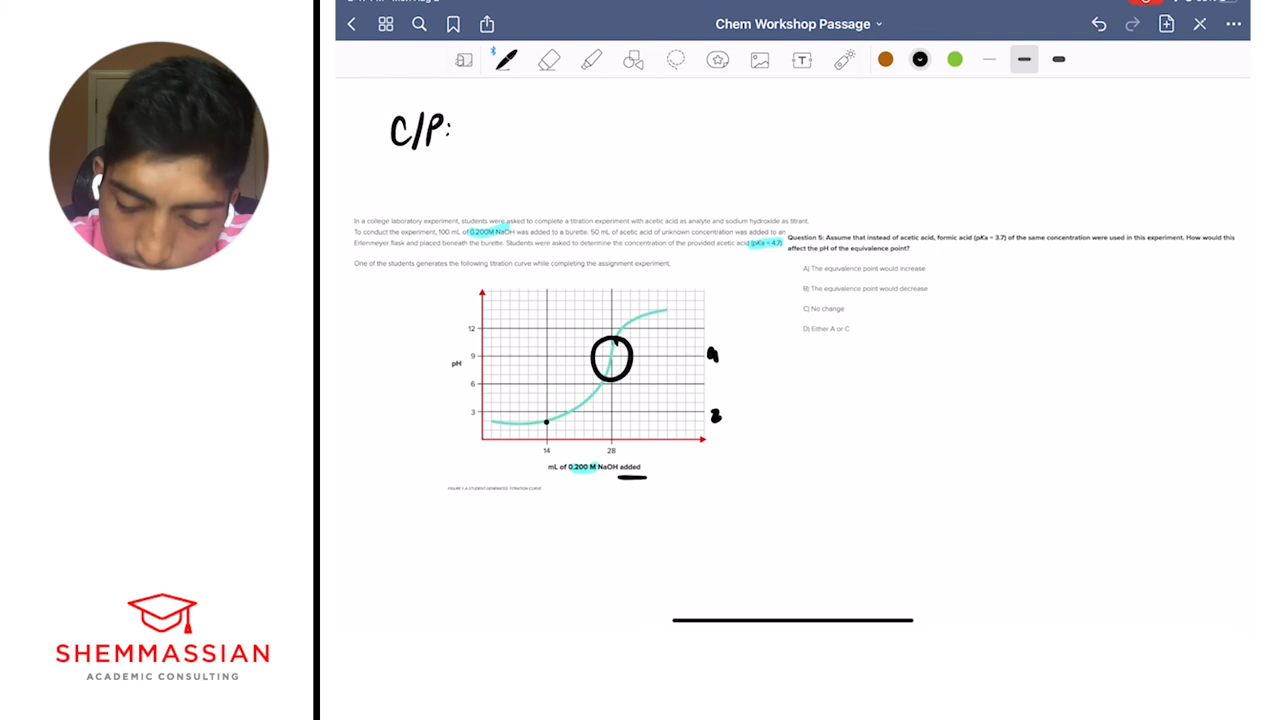 Chem Workshop Passage
T
C/P:
In a college laboratory experiment, students were asked to complete a titration experiment with acetic acid as analyte and sodium hydroxide as titrant.
To conduct the experiment, 100 mL of 0.200M NaOH was added to a burette. 50 mL of acetic acid of unknown concentration was added to an
Erlenmeyer flask and placed beneath the burette. Students were asked to determine the concentration of the provided acetic acid (pKa = 4.7)
One of the students generates the following titration curve while completing the assignment experiment.
12
9
pH
6
3
14 28
mL of 0.200 M NaOH added
FIGURE 1. A STUDENT-GENERATED TITRATION CURVE
Question 5: Assume that instead of acetic acid, formic acid (pKa = 3.7) of the same concentration were used in this experiment. How would this
affect the pH of the equivalence point?
A) The equivalence point would increase
B) The equivalence point would decrease
C) No change
D) Either A or C
SHEMMASSIAN
ACADEMIC CONSULTING